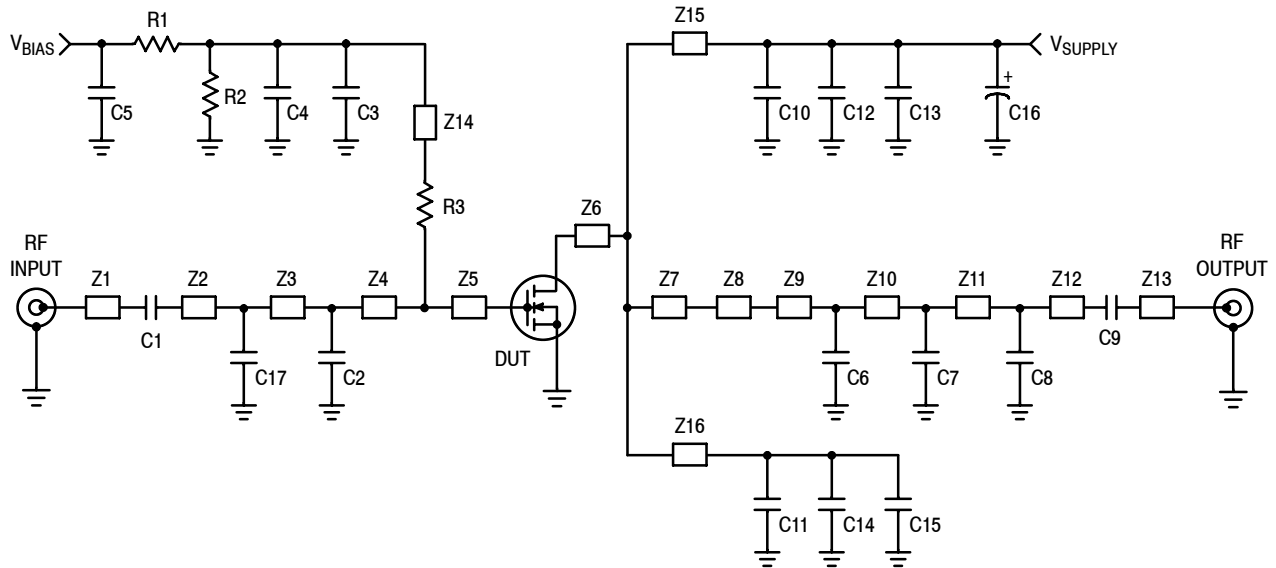 R1
Z15
V_BIAS
V_SUPPLY
+
C5
R2
C4
C3
Z14
C10
C12
C13
C16
R3
Z6
RF
INPUT
RF
OUTPUT
Z1
Z2
Z3
Z4
Z5
Z7
Z8
Z9
Z10
Z11
Z12
Z13
C1
DUT
C9
C17
C2
C6
C7
C8
Z16
C11
C14
C15